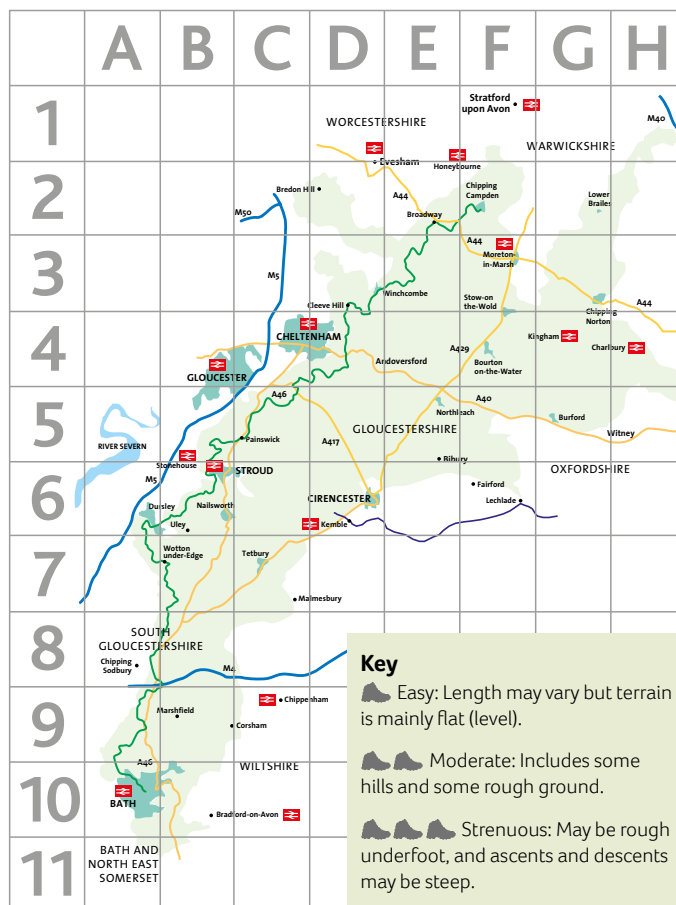 A B C D E F G H
1
2
3
4
5
6
7
8
9
10
11
Stratford
upon Avon
WORCESTERSHIRE
WARWICKSHIRE
M40
Evesham
Honeybourne
Bredon Hill
A44
Chipping
Campden
Lower
Brailes
M50
Broadway
A44
Moreton-
in-Marsh
M5
Winchcombe
Cleeve Hill
Stow-on
the-Wold
Chipping
Norton
A44
CHELTENHAM
Kingham
Charlbury
A429
Andoversford
Bourton
on-the-Water
GLOUCESTER
A46
A40
Northleach
Burford
RIVER SEVERN
Painswick
A417
GLOUCESTERSHIRE
Witney
Stonehouse
STROUD
Bibury
OXFORDSHIRE
M5
Fairford
Dursley
Nailsworth
CIRENCESTER
Lechlade
Uley
Kemble
Wotton
under-Edge
Tetbury
Malmesbury
SOUTH
GLOUCESTERSHIRE
Chipping
Sodbury
M4
Chippenham
Marshfield
Corsham
A46
WILTSHIRE
BATH
Bradford-on-Avon
BATH AND
NORTH EAST
SOMERSET
Key
Easy: Length may vary but terrain
is mainly flat (level).
Moderate: Includes some
hills and some rough ground.
Strenuous: May be rough
underfoot, and ascents and descents
may be steep.